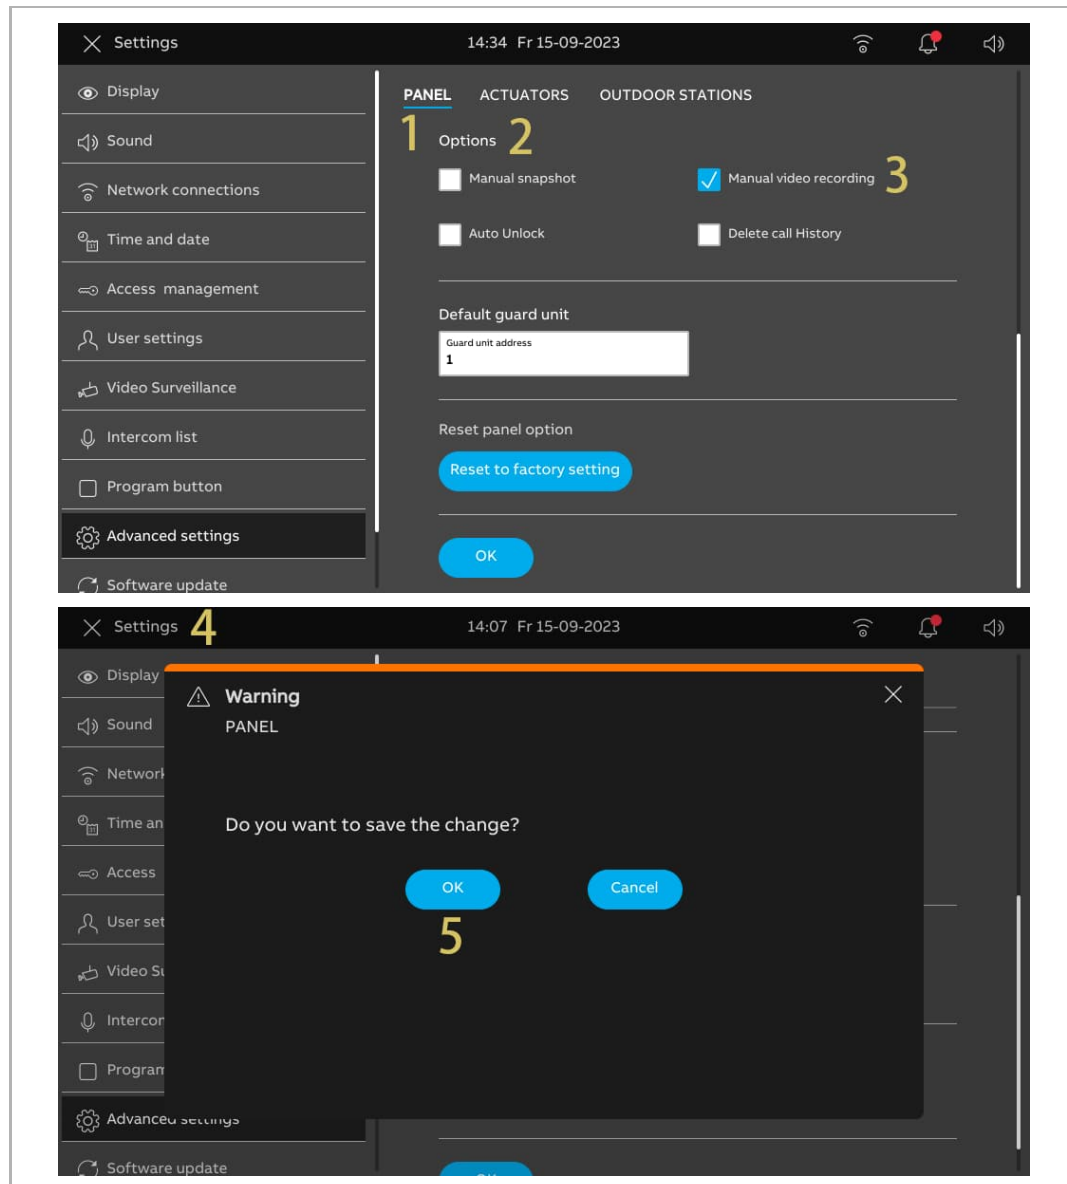 Settings
14:34 Fr 15-09-2023
Display
Sound
Network connections
Time and date
Access management
User settings
Video Surveillance
Intercom list
Program button
Advanced settings
Software update
PANEL ACTUATORS OUTDOOR STATIONS
1
Options 2
Manual snapshot
Manual video recording 3
Auto Unlock
Delete call History
Default guard unit
Guard unit address
1
Reset panel option
Reset to factory setting
OK
Settings 4
14:07 Fr 15-09-2023
Display
Sound
Network
Time an
Access
User set
Video Su
Intercor
Program
Advanced settings
Software update
Warning
PANEL
Do you want to save the change?
OK
Cancel
5
OK